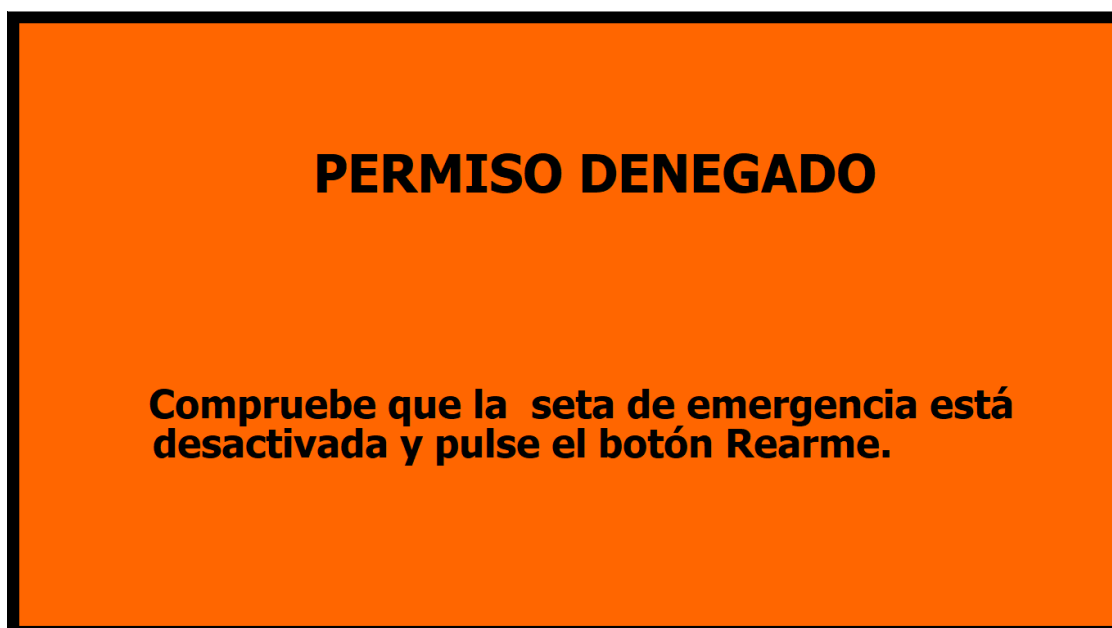 PERMISO DENEGADO
Compruebe que la  seta de emergencia está
desactivada y pulse el botón Rearme.